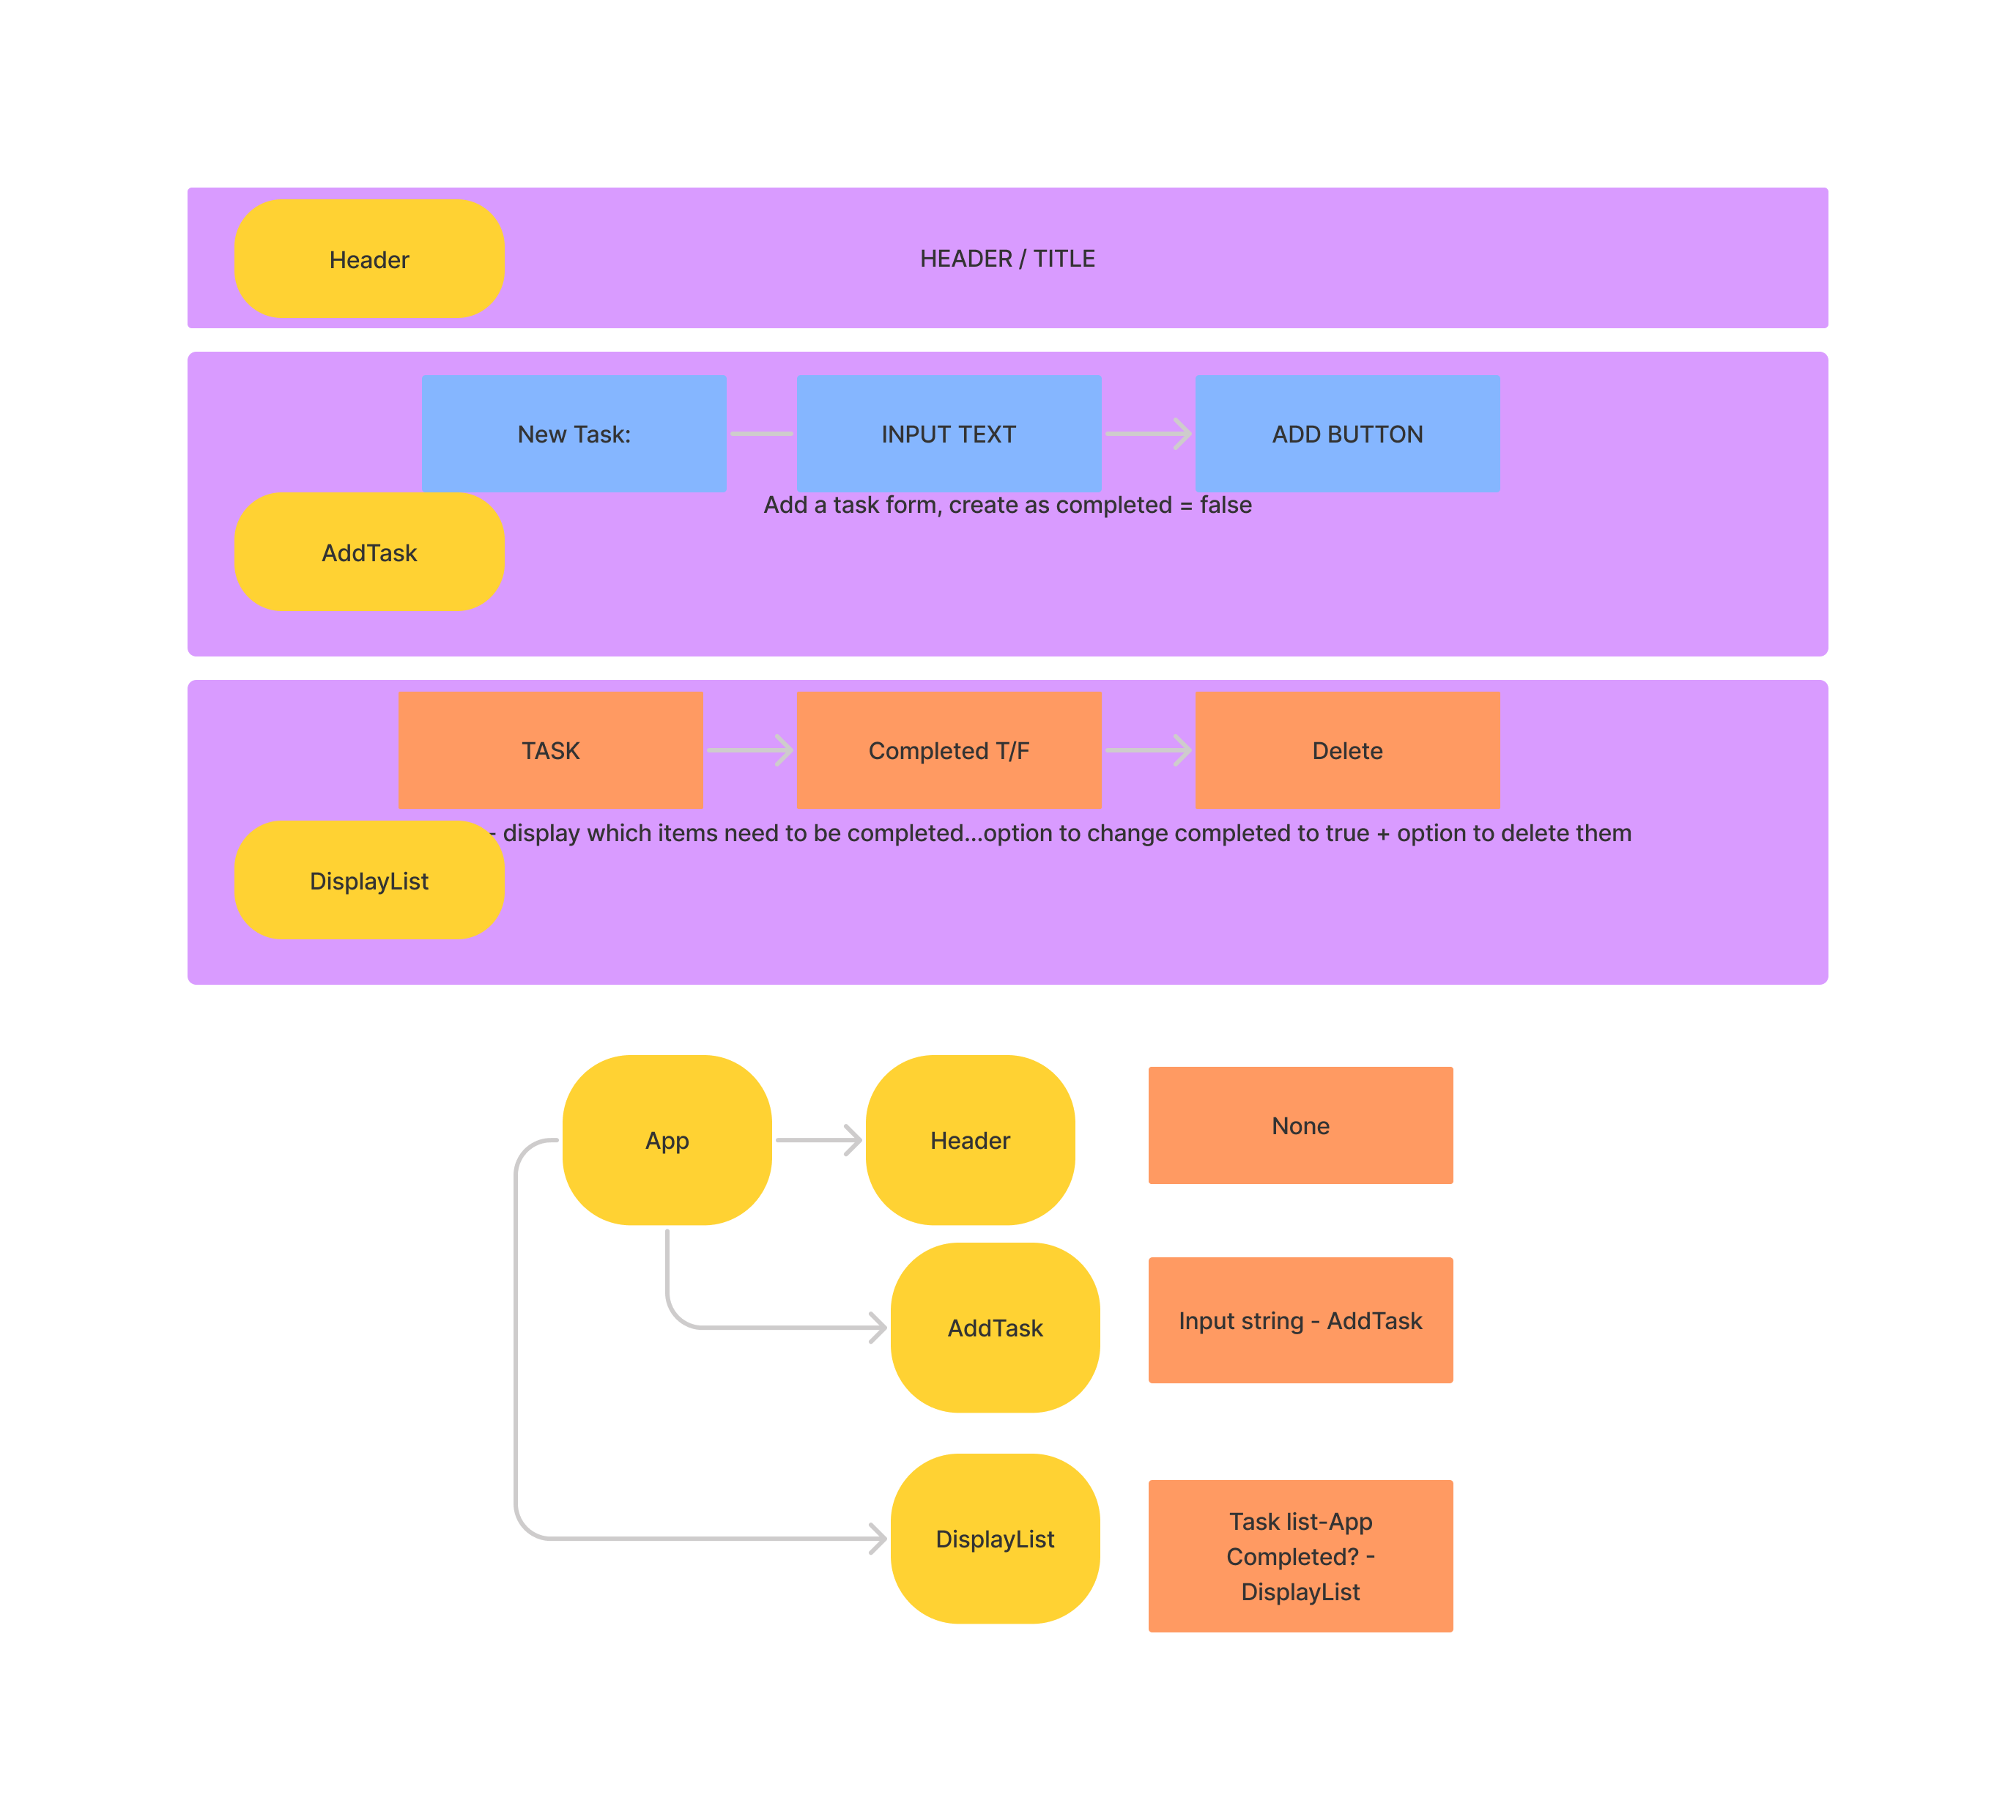 Header
HEADER / TITLE
New Task:
INPUT TEXT
ADD BUTTON
Add a task form, create as completed = false
AddTask
TASK
Completed T/F
Delete
- display which items need to be completed...option to change completed to true + option to delete them
DisplayList
App
Header
None
AddTask
Input string - AddTask
DisplayList
Task list-App
Completed? -
DisplayList